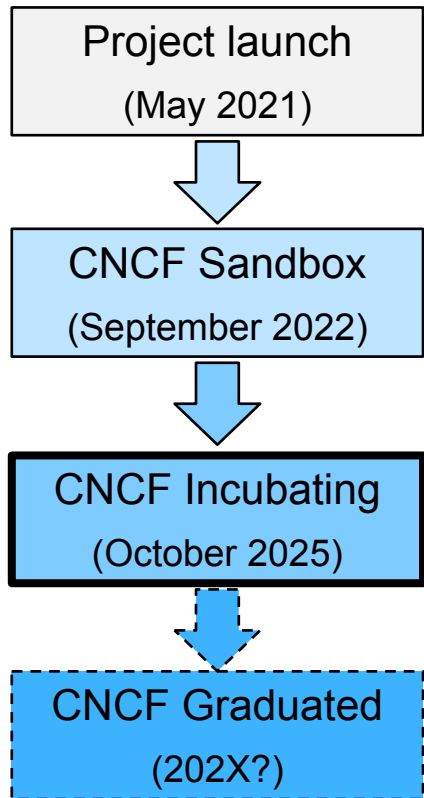 Project launch
(May 2021)
CNCF Sandbox
(September 2022)
CNCF Incubating
(October 2025)
CNCF Graduated
(202X?)